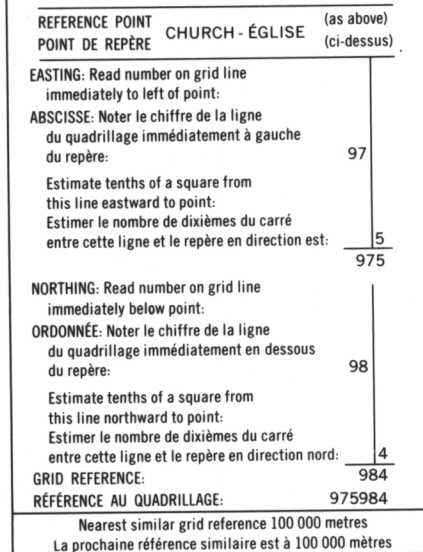 REFERENCE POINT CHURCH - ÉGLISE (as above)
POINT DE REPÈRE (ci-dessus)
EASTING: Read number on grid line
immediately to left of point:
ABSCISSE: Noter le chiffre de la ligne
du quadrillage immédiatement à gauche
du repère: 97
Estimate tenths of a square from
this line eastward to point:
Estimer le nombre de dixièmes du carré
entre cette ligne et le repère en direction est: 5
975
NORTHING: Read number on grid line
immediately below point:
ORDONNÉE: Noter le chiffre de la ligne
du quadrillage immédiatement en dessous
du repère: 98
Estimate tenths of a square from
this line northward to point:
Estimer le nombre de dixièmes du carré
entre cette ligne et le repère en direction nord: 4
GRID REFERENCE: 984
RÉFÉRENCE AU QUADRILLAGE: 975984
Nearest similar grid reference 100 000 metres
La prochaine référence similaire est à 100 000 mètres